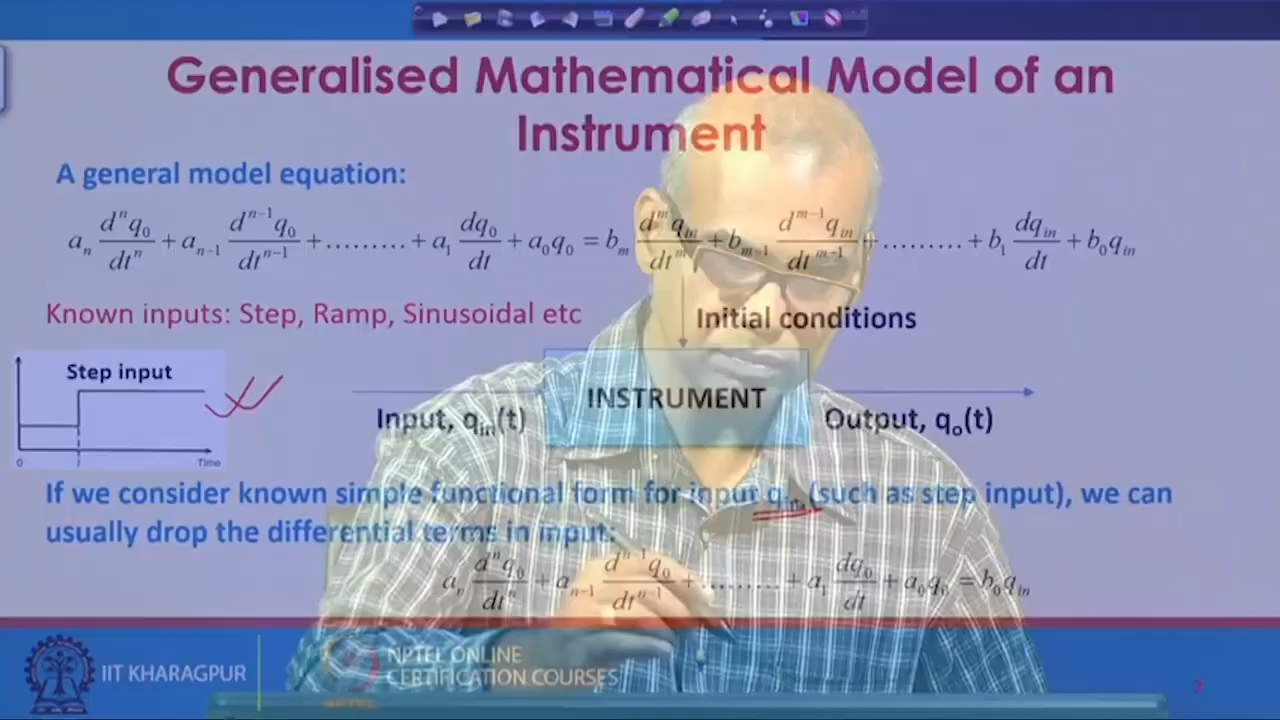 Generalised Mathematical Model of an
Instrument
A general model equation:
a_n d^n q_0 / dt^n + a_{n-1} d^{n-1} q_0 / dt^{n-1} + ......... + a_1 dq_0 / dt + a_0 q_0 = b_m d^m q_in / dt^m + b_{m-1} d^{m-1} q_in / dt^{m-1} + ......... + b_1 dq_in / dt + b_0 q_in
Known inputs: Step, Ramp, Sinusoidal etc
Initial conditions
Step input
INSTRUMENT
Input, q_in(t)
Output, q_o(t)
0
Time
If we consider known simple functional form for input q_in (such as step input), we can
usually drop the differential terms in input:
a_n d^n q_0 / dt^n + a_{n-1} d^{n-1} q_0 / dt^{n-1} + ......... + a_1 dq_0 / dt + a_0 q_0 = b_0 q_in
IIT KHARAGPUR
NPTEL ONLINE
CERTIFICATION COURSES
7